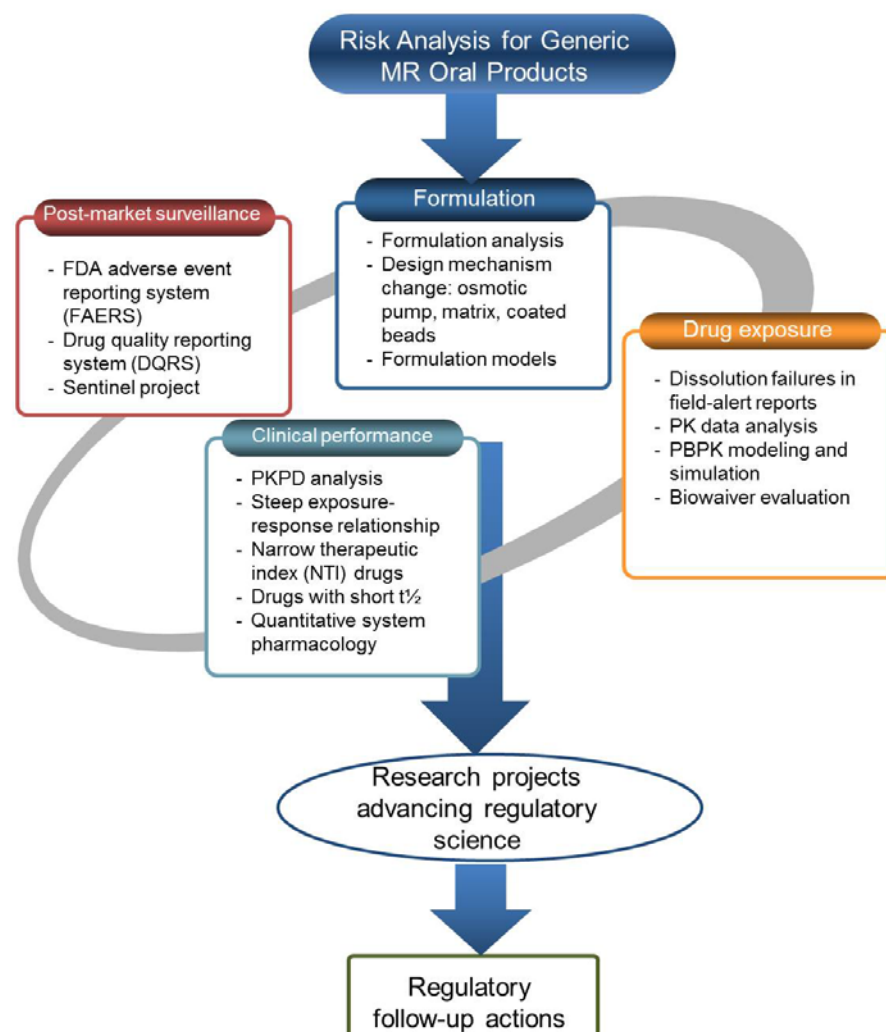 Risk Analysis for Generic
MR Oral Products
Formulation
- Formulation analysis
- Design mechanism
change: osmotic
pump, matrix, coated
beads
- Formulation models
Post-market surveillance
- FDA adverse event
reporting system
(FAERS)
- Drug quality reporting
system (DQRS)
- Sentinel project
Drug exposure
- Dissolution failures in
field-alert reports
- PK data analysis
- PBPK modeling and
simulation
- Biowaiver evaluation
Clinical performance
- PKPD analysis
- Steep exposure-
response relationship
- Narrow therapeutic
index (NTI) drugs
- Drugs with short t½
- Quantitative system
pharmacology
Research projects
advancing regulatory
science
Regulatory
follow-up actions